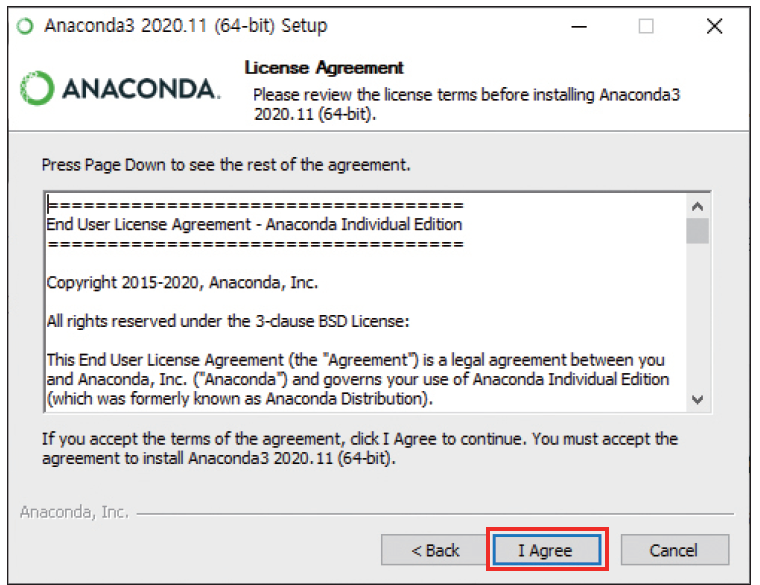 Anaconda3 2020.11 (64-bit) Setup
ANACONDA.
License Agreement
Please review the license terms before installing Anaconda3
2020.11 (64-bit).
Press Page Down to see the rest of the agreement.
===================================
End User License Agreement - Anaconda Individual Edition
===================================
Copyright 2015-2020, Anaconda, Inc.
All rights reserved under the 3-clause BSD License:
This End User License Agreement (the "Agreement") is a legal agreement between you
and Anaconda, Inc. ("Anaconda") and governs your use of Anaconda Individual Edition
(which was formerly known as Anaconda Distribution).
If you accept the terms of the agreement, click I Agree to continue. You must accept the
agreement to install Anaconda3 2020.11 (64-bit).
Anaconda, Inc.
< Back
I Agree
Cancel